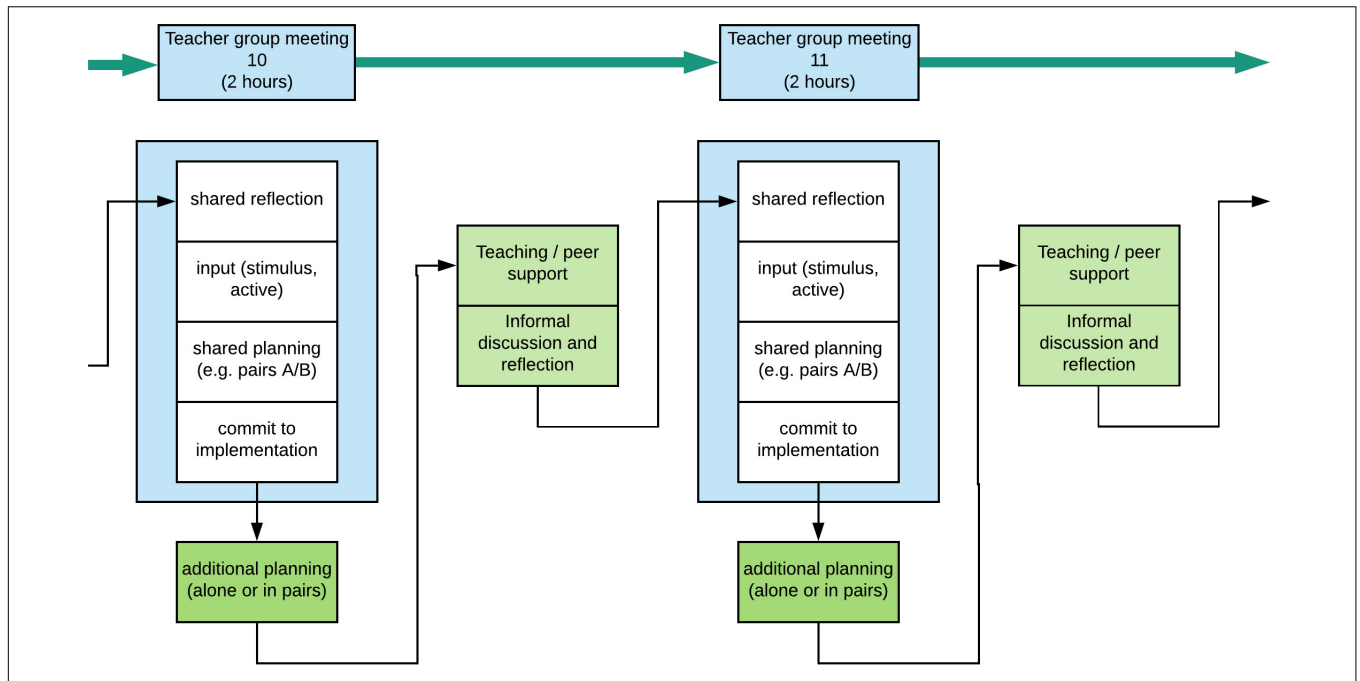 Teacher group meeting
10
(2 hours)
Teacher group meeting
11
(2 hours)
shared reflection
input (stimulus,
active)
shared planning
(e.g. pairs A/B)
commit to
implementation
additional planning
(alone or in pairs)
Teaching / peer
support
Informal
discussion and
reflection
shared reflection
input (stimulus,
active)
shared planning
(e.g. pairs A/B)
commit to
implementation
additional planning
(alone or in pairs)
Teaching / peer
support
Informal
discussion and
reflection